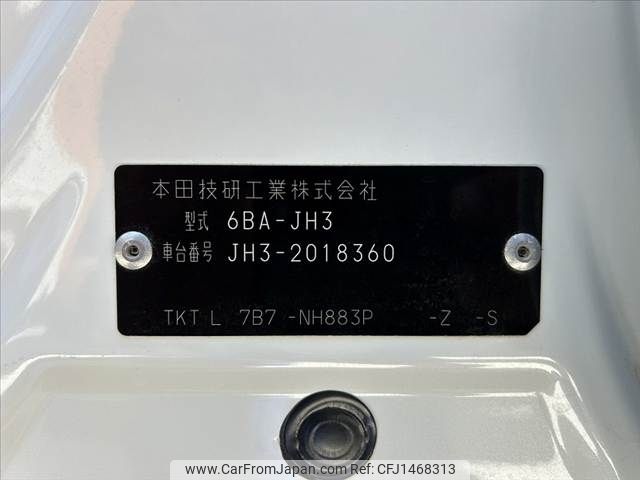 本田技研工業株式会社
型式 6BA-JH3
車台番号 JH3-2018360
TKT L 7B7 -NH883P -Z -S
www.CarFromJapan.com | Ref No. CFJ1468313